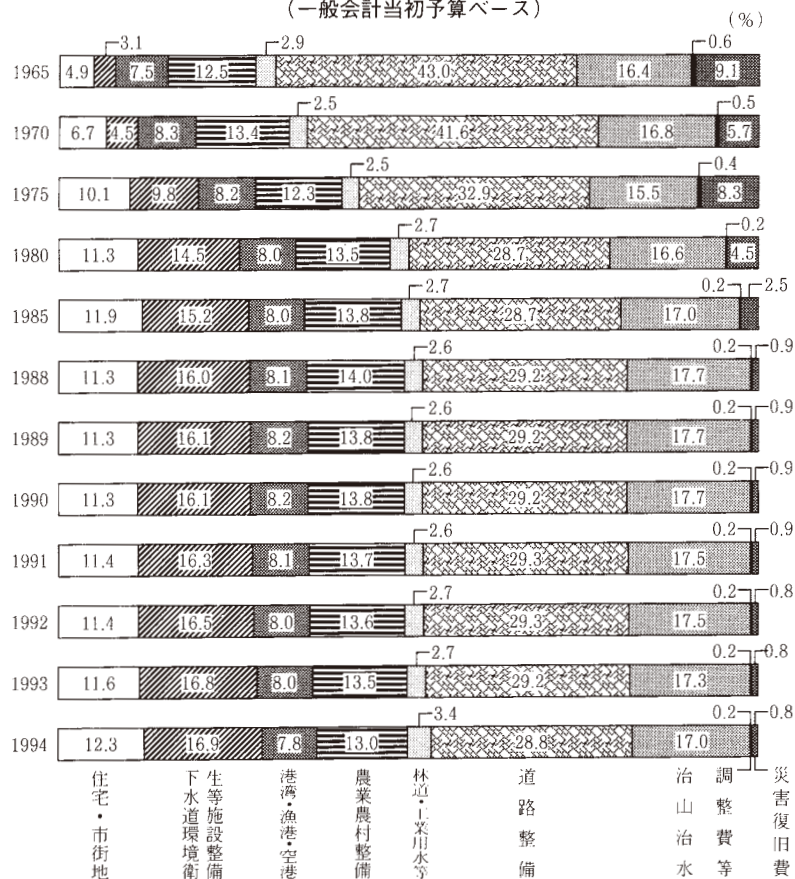 (一般会計当初予算ベース)
(%)
3.1 2.9 0.6
1965 4.9 7.5 12.5 43.0 16.4 9.1
2.5 0.5
1970 6.7 4.5 8.3 13.4 41.6 16.8 5.7
2.5 0.4
1975 10.1 9.8 8.2 12.3 32.9 15.5 8.3
2.7 0.2
1980 11.3 14.5 8.0 13.5 28.7 16.6 4.5
2.7 0.2 2.5
1985 11.9 15.2 8.0 13.8 28.7 17.0
2.6 0.2 0.9
1988 11.3 16.0 8.1 14.0 29.2 17.7
2.6 0.2 0.9
1989 11.3 16.1 8.2 13.8 29.2 17.7
2.6 0.2 0.9
1990 11.3 16.1 8.2 13.8 29.2 17.7
2.6 0.2 0.9
1991 11.4 16.3 8.1 13.7 29.3 17.5
2.7 0.2 0.8
1992 11.4 16.5 8.0 13.6 29.3 17.5
2.7 0.2 0.8
1993 11.6 16.8 8.0 13.5 29.2 17.3
3.4 0.2 0.8
1994 12.3 16.9 7.8 13.0 28.8 17.0
住宅・市街地
下水道環境衛
生等施設整備
港湾・漁港・空港
農業農村整備
林道・工業用水等
道路整備
治山治水
調整費等
災害復旧費